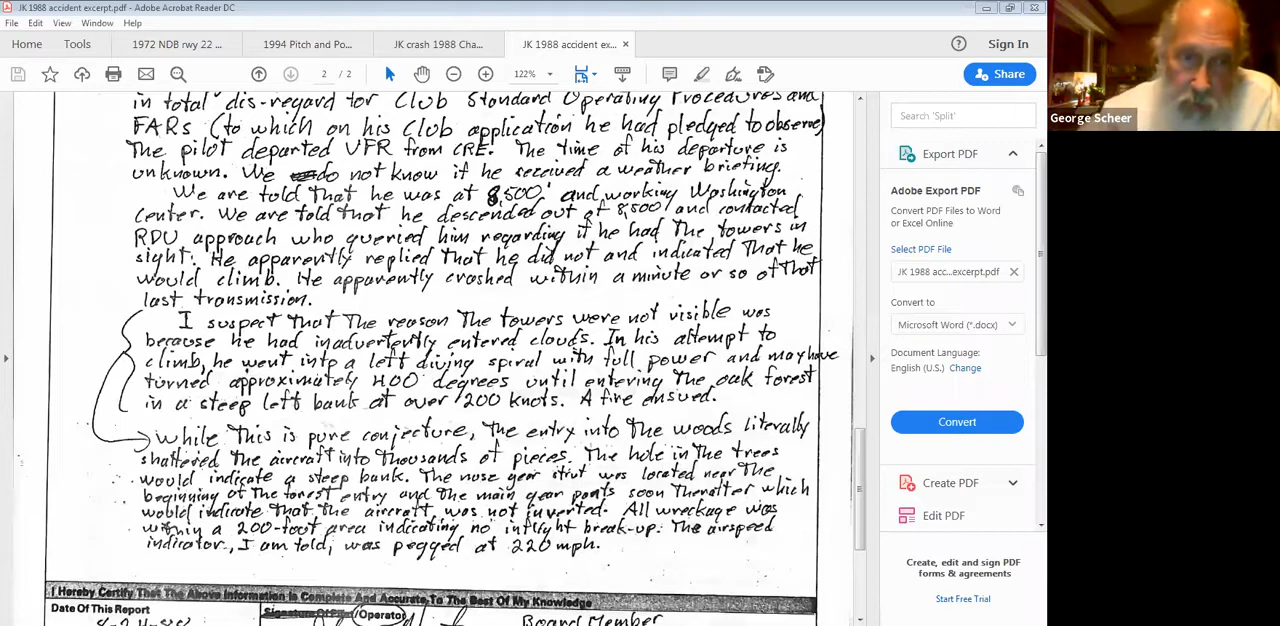 JK 1988 accident excerpt.pdf - Adobe Acrobat Reader DC
File Edit View Window Help
Home Tools 1972 NDB rwy 22 ... 1994 Pitch and Po... JK crash 1988 Cha... JK 1988 accident ex... ×
Sign In
2 / 2 122% Share
in total dis-regard for Club Standard Operating Procedures and
FARs (to which on his Club application he had pledged to observe)
The pilot departed VFR from CRE. The time of his departure is
unknown. We do not know if he received a weather briefing.
We are told that he was at 8,500' and working Washington
Center. We are told that he descended out of 8,500' and contacted
RDU approach who queried him regarding if he had the towers in
sight. He apparently replied that he did not and indicated that he
would climb. He apparently crashed within a minute or so of that
last transmission.
I suspect that the reason the towers were not visible was
because he had inadvertently entered clouds. In his attempt to
climb, he went into a left diving spiral with full power and may have
turned approximately 400 degrees until entering the oak forest
in a steep left bank at over 200 knots. A fire ensued.
While this is pure conjecture, the entry into the woods literally
shattered the aircraft into thousands of pieces. The hole in the trees
would indicate a steep bank. The nose gear strut was located near the
beginning of the forest entry and the main gear parts soon thereafter which
would indicate that the aircraft was not inverted. All wreckage was
within a 200-foot area indicating no inflight break-up. The airspeed
indicator, I am told, was pegged at 220 mph.
I Hereby Certify That The Above Information Is Complete And Accurate To The Best Of My Knowledge
Date Of This Report Signature Of Pilot/Operator
Board Member
Search 'Split'
Export PDF
Adobe Export PDF
Convert PDF Files to Word
or Excel Online
Select PDF File
JK 1988 acc...excerpt.pdf
Convert to
Microsoft Word (*.docx)
Document Language:
English (U.S.) Change
Convert
Create PDF
Edit PDF
Create, edit and sign PDF
forms & agreements
Start Free Trial
George Scheer